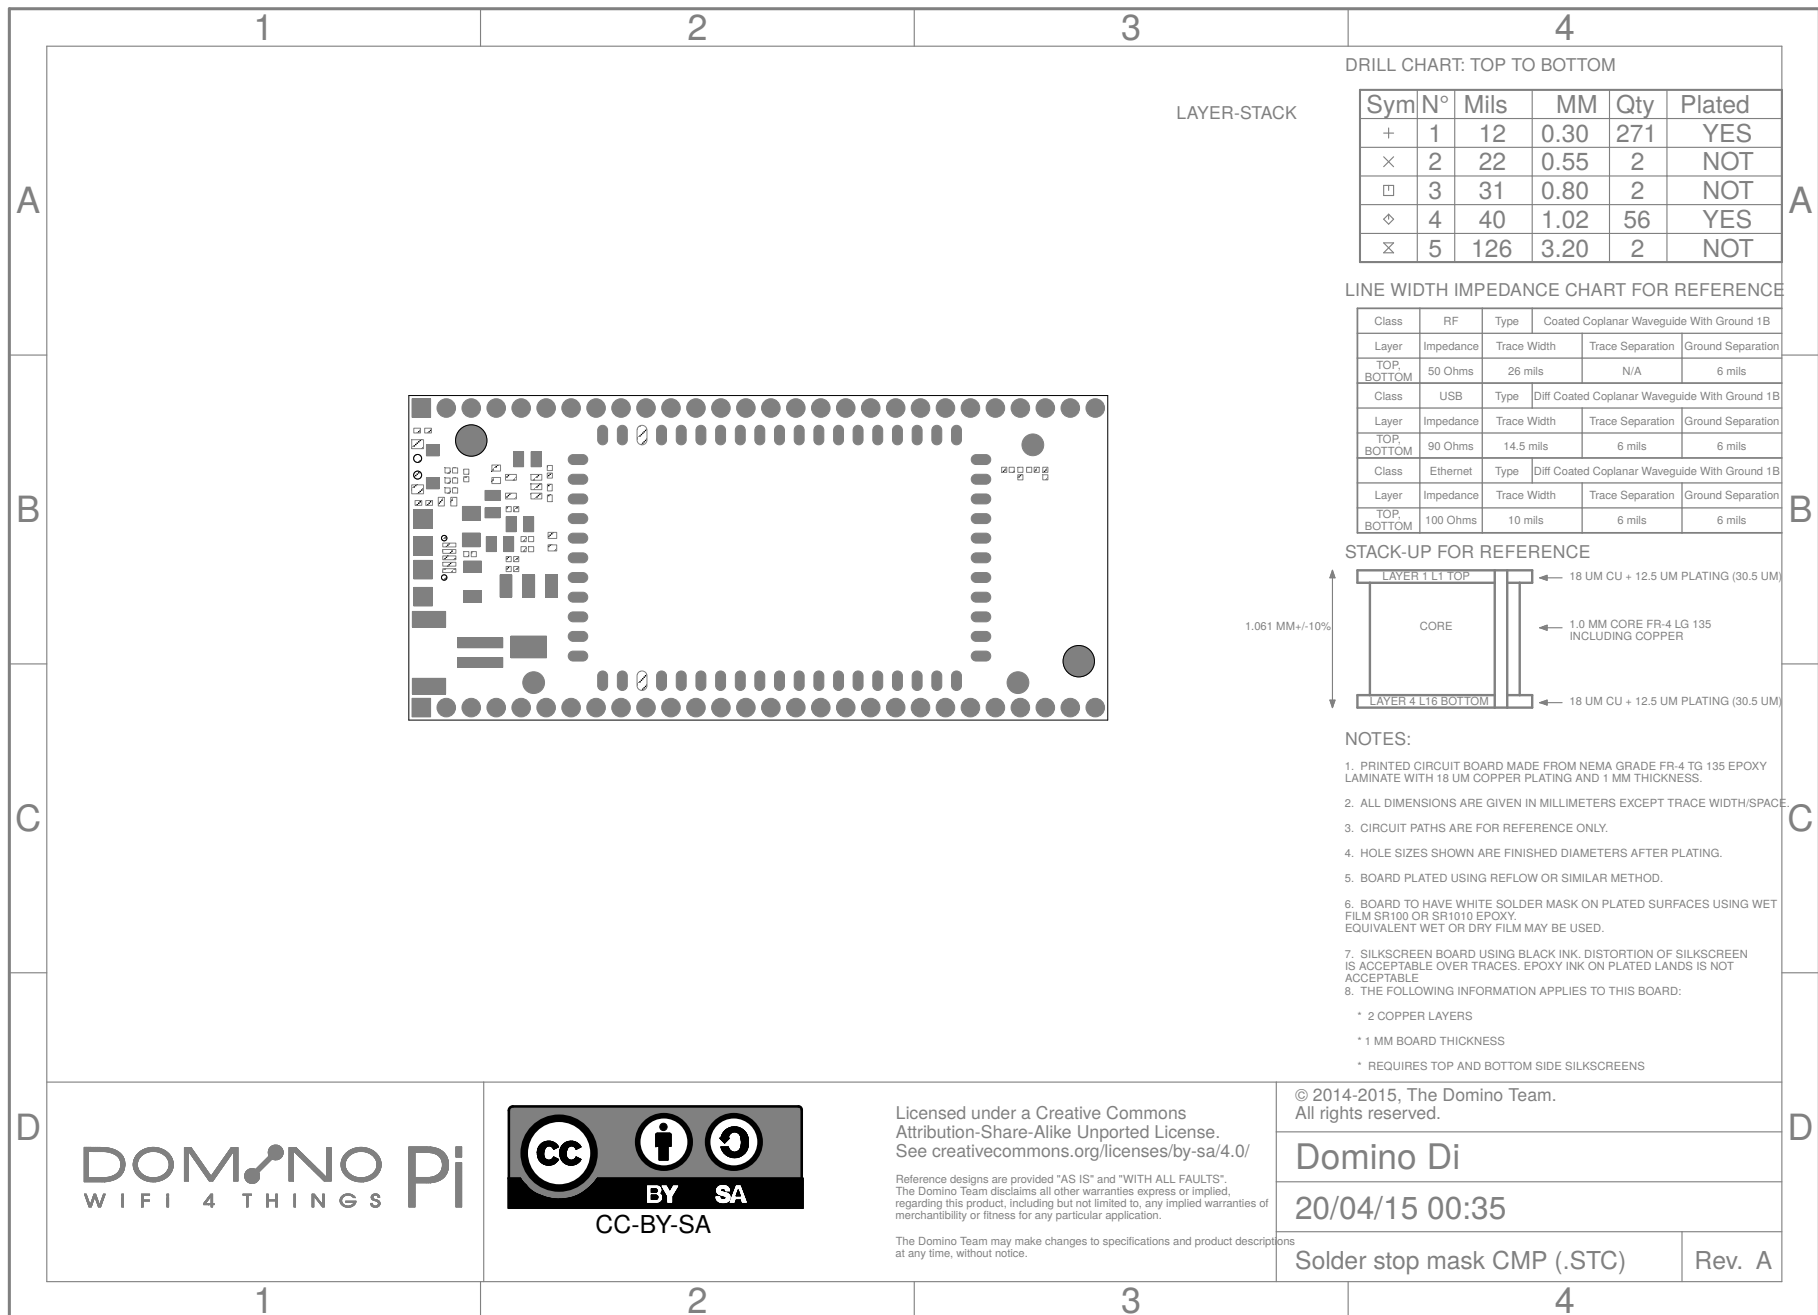 1 2 3 4
DRILL CHART: TOP TO BOTTOM
LAYER-STACK
Sym N° Mils MM Qty Plated
+ 1 12 0.30 271 YES
× 2 22 0.55 2 NOT
3 31 0.80 2 NOT
4 40 1.02 56 YES
5 126 3.20 2 NOT
A A
LINE WIDTH IMPEDANCE CHART FOR REFERENCE
Class RF Type Coated Coplanar Waveguide With Ground 1B
Layer Impedance Trace Width Trace Separation Ground Separation
TOP,
BOTTOM 50 Ohms 26 mils N/A 6 mils
Class USB Type Diff Coated Coplanar Waveguide With Ground 1B
Layer Impedance Trace Width Trace Separation Ground Separation
TOP,
BOTTOM 90 Ohms 14.5 mils 6 mils 6 mils
Class Ethernet Type Diff Coated Coplanar Waveguide With Ground 1B
Layer Impedance Trace Width Trace Separation Ground Separation
TOP,
BOTTOM 100 Ohms 10 mils 6 mils 6 mils
B B
STACK-UP FOR REFERENCE
LAYER 1 L1 TOP 18 UM CU + 12.5 UM PLATING (30.5 UM)
1.061 MM+/-10% CORE 1.0 MM CORE FR-4 LG 135
INCLUDING COPPER
LAYER 4 L16 BOTTOM 18 UM CU + 12.5 UM PLATING (30.5 UM)
NOTES:
1. PRINTED CIRCUIT BOARD MADE FROM NEMA GRADE FR-4 TG 135 EPOXY
LAMINATE WITH 18 UM COPPER PLATING AND 1 MM THICKNESS.
2. ALL DIMENSIONS ARE GIVEN IN MILLIMETERS EXCEPT TRACE WIDTH/SPACE.
C C
3. CIRCUIT PATHS ARE FOR REFERENCE ONLY.
4. HOLE SIZES SHOWN ARE FINISHED DIAMETERS AFTER PLATING.
5. BOARD PLATED USING REFLOW OR SIMILAR METHOD.
6. BOARD TO HAVE WHITE SOLDER MASK ON PLATED SURFACES USING WET
FILM SR100 OR SR1010 EPOXY.
EQUIVALENT WET OR DRY FILM MAY BE USED.
7. SILKSCREEN BOARD USING BLACK INK. DISTORTION OF SILKSCREEN
IS ACCEPTABLE OVER TRACES. EPOXY INK ON PLATED LANDS IS NOT
ACCEPTABLE
8. THE FOLLOWING INFORMATION APPLIES TO THIS BOARD:
* 2 COPPER LAYERS
* 1 MM BOARD THICKNESS
* REQUIRES TOP AND BOTTOM SIDE SILKSCREENS
D D
DOMINO Pi
WIFI 4 THINGS
cc
BY SA
CC-BY-SA
Licensed under a Creative Commons
Attribution-Share-Alike Unported License.
See creativecommons.org/licenses/by-sa/4.0/
Reference designs are provided "AS IS" and "WITH ALL FAULTS".
The Domino Team disclaims all other warranties express or implied,
regarding this product, including but not limited to, any implied warranties of
merchantibility or fitness for any particular application.
The Domino Team may make changes to specifications and product descriptions
at any time, without notice.
© 2014-2015, The Domino Team.
All rights reserved.
Domino Di
20/04/15 00:35
Solder stop mask CMP (.STC) Rev. A
1 2 3 4